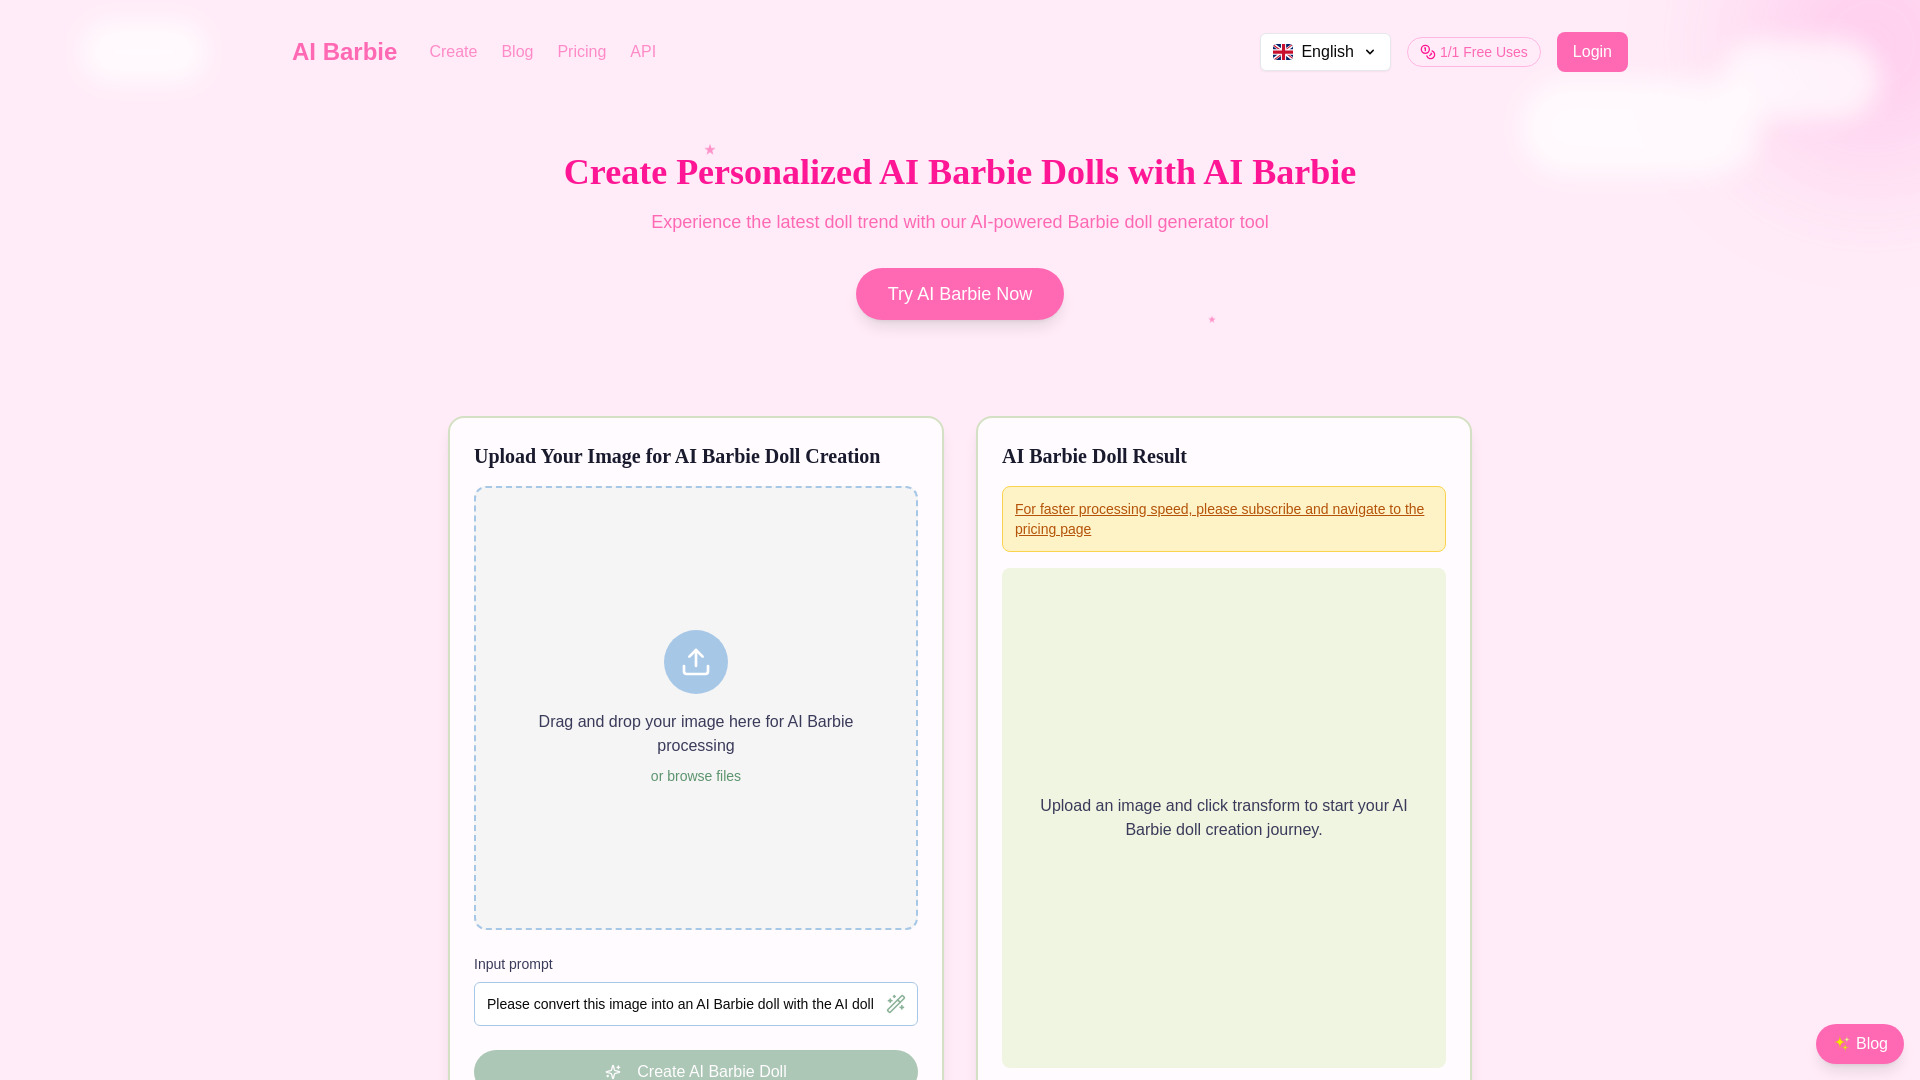 AI Barbie
Create
Blog
Pricing
API
English
1/1 Free Uses
Login
Create Personalized AI Barbie Dolls with AI Barbie
Experience the latest doll trend with our AI-powered Barbie doll generator tool
Try AI Barbie Now
Upload Your Image for AI Barbie Doll Creation
Drag and drop your image here for AI Barbie
processing
or browse files
Input prompt
Please convert this image into an AI Barbie doll with the AI doll
Create AI Barbie Doll
AI Barbie Doll Result
For faster processing speed, please subscribe and navigate to the
pricing page
Upload an image and click transform to start your AI
Barbie doll creation journey.
Blog